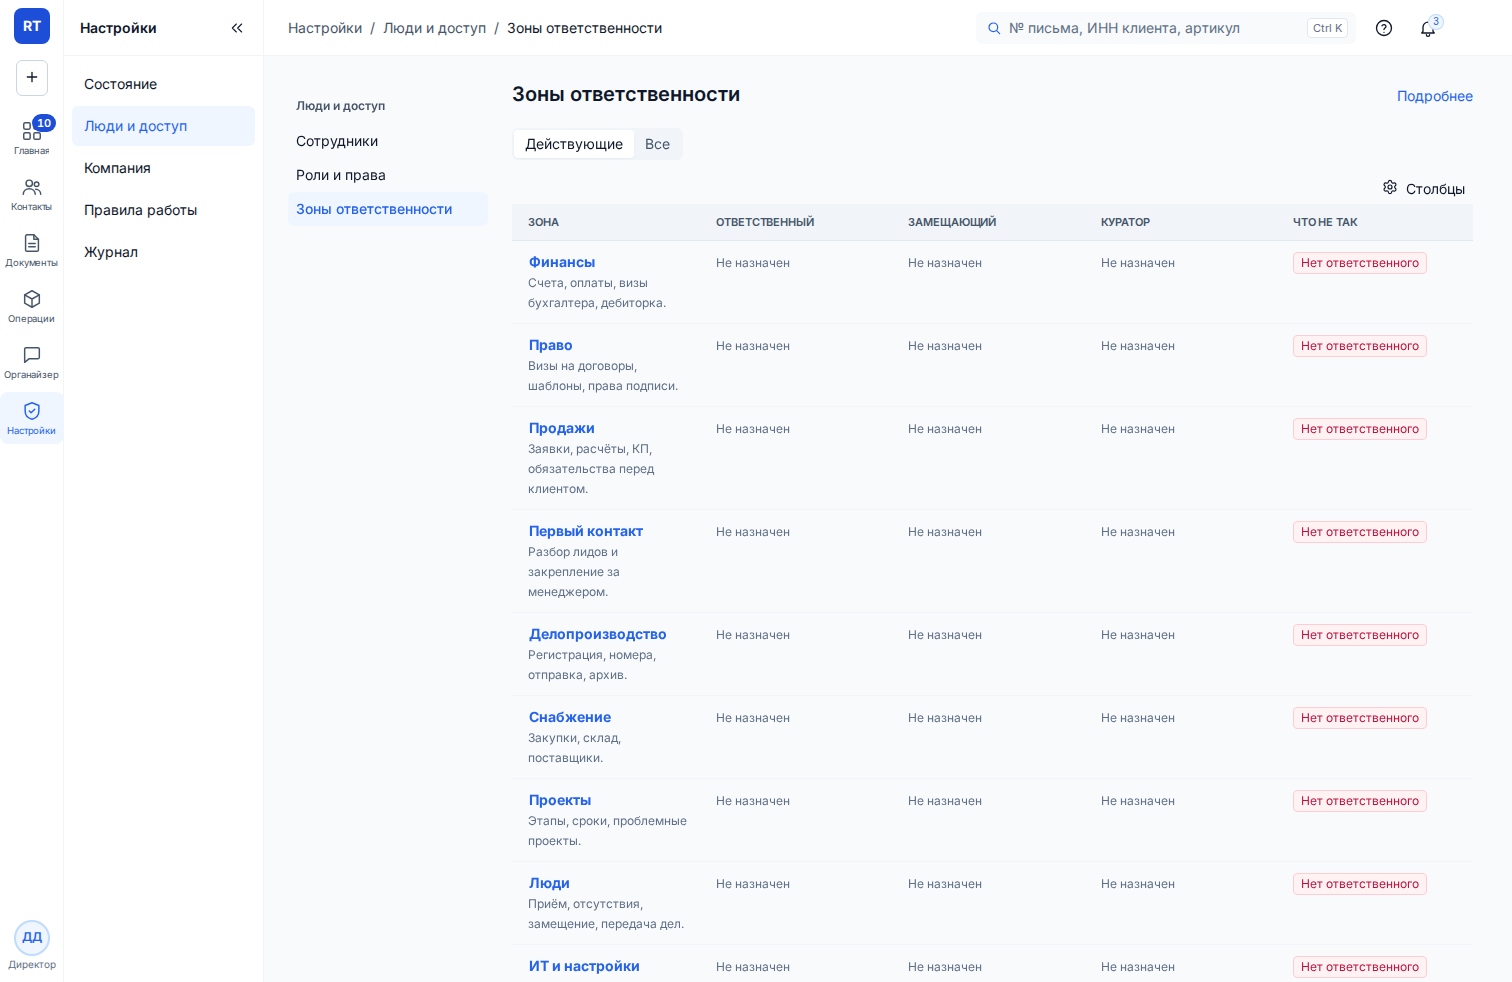 RT
Настройки
Настройки / Люди и доступ / Зоны ответственности
№ письма, ИНН клиента, артикул
Ctrl K
3
10
Главная
Контакты
Документы
Операции
Органайзер
Настройки
ДД
Директор
Состояние
Люди и доступ
Компания
Правила работы
Журнал
Люди и доступ
Сотрудники
Роли и права
Зоны ответственности
Зоны ответственности
Подробнее
Действующие Все
Столбцы
ЗОНА ОТВЕТСТВЕННЫЙ ЗАМЕЩАЮЩИЙ КУРАТОР ЧТО НЕ ТАК
Финансы Не назначен Не назначен Не назначен Нет ответственного
Счета, оплаты, визы
бухгалтера, дебиторка.
Право Не назначен Не назначен Не назначен Нет ответственного
Визы на договоры,
шаблоны, права подписи.
Продажи Не назначен Не назначен Не назначен Нет ответственного
Заявки, расчёты, КП,
обязательства перед
клиентом.
Первый контакт Не назначен Не назначен Не назначен Нет ответственного
Разбор лидов и
закрепление за
менеджером.
Делопроизводство Не назначен Не назначен Не назначен Нет ответственного
Регистрация, номера,
отправка, архив.
Снабжение Не назначен Не назначен Не назначен Нет ответственного
Закупки, склад,
поставщики.
Проекты Не назначен Не назначен Не назначен Нет ответственного
Этапы, сроки, проблемные
проекты.
Люди Не назначен Не назначен Не назначен Нет ответственного
Приём, отсутствия,
замещение, передача дел.
ИТ и настройки Не назначен Не назначен Не назначен Нет ответственного